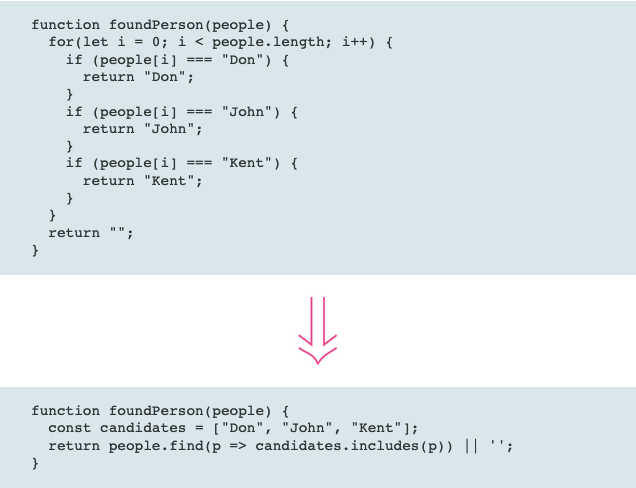 function foundPerson(people) {
  for(let i = 0; i < people.length; i++) {
    if (people[i] === "Don") {
      return "Don";
    }
    if (people[i] === "John") {
      return "John";
    }
    if (people[i] === "Kent") {
      return "Kent";
    }
  }
  return "";
}
function foundPerson(people) {
  const candidates = ["Don", "John", "Kent"];
  return people.find(p => candidates.includes(p)) || '';
}